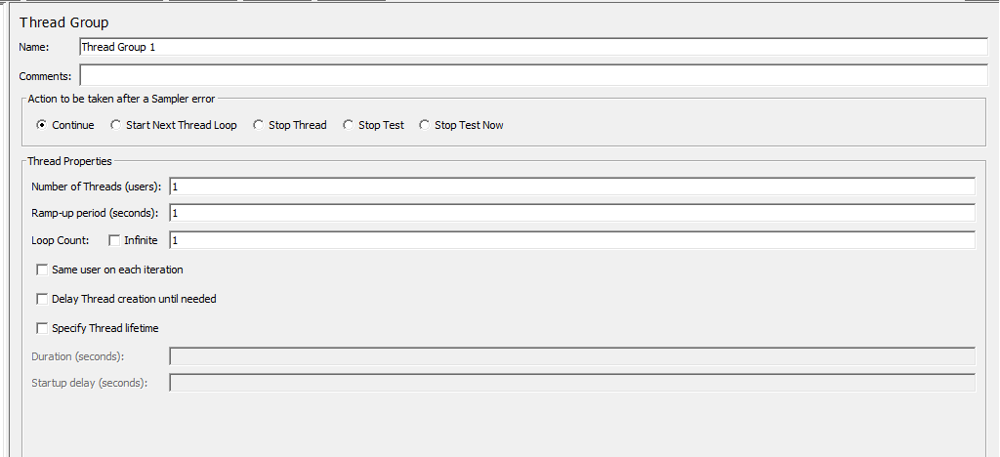 Thread Group
Name: Thread Group 1
Comments:
Action to be taken after a Sampler error
Continue Start Next Thread Loop Stop Thread Stop Test Stop Test Now
Thread Properties
Number of Threads (users): 1
Ramp-up period (seconds): 1
Loop Count: Infinite 1
Same user on each iteration
Delay Thread creation until needed
Specify Thread lifetime
Duration (seconds):
Startup delay (seconds):